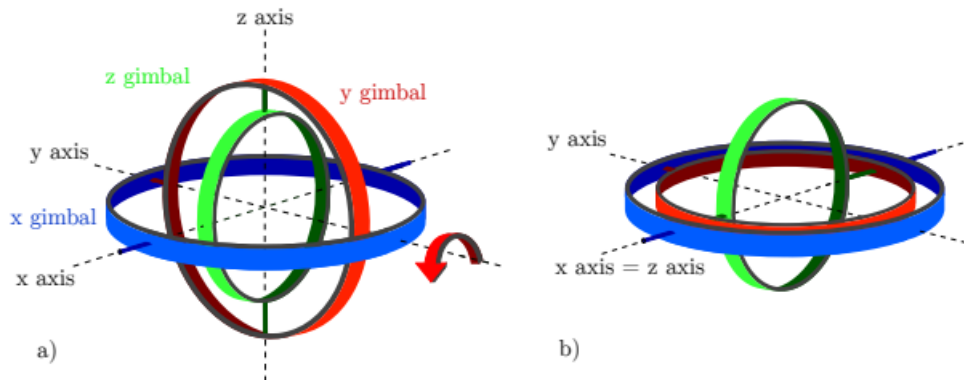 z axis
z gimbal
y gimbal
y axis
x gimbal
x axis
a)
y axis
x axis = z axis
b)